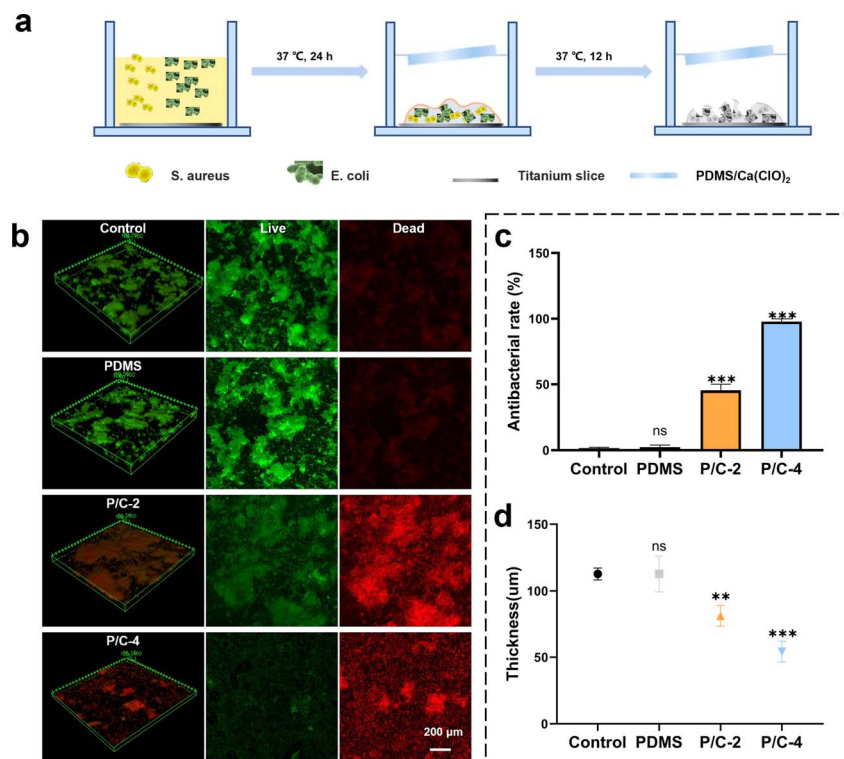 a
37 ℃, 24 h
37 ℃, 12 h
S. aureus
E. coli
Titanium slice
PDMS/Ca(ClO)₂
b
Control
Live
Dead
PDMS
P/C-2
P/C-4
200 μm
c
Antibacterial rate (%)
150
100
50
0
ns
***
***
Control PDMS P/C-2 P/C-4
d
Thickness(um)
150
100
50
0
ns
**
***
Control PDMS P/C-2 P/C-4